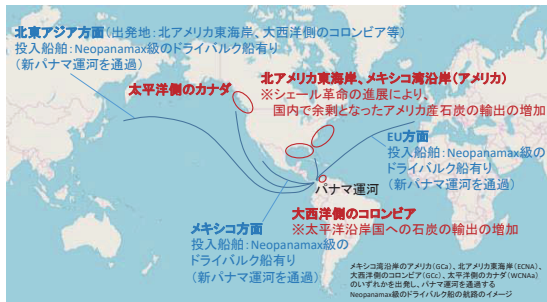 北東アジア方面(出発地:北アメリカ東海岸、大西洋側のコロンビア等)
投入船舶:Neopanamax級のドライバルク船有り
(新パナマ運河を通過)
太平洋側のカナダ
北アメリカ東海岸、メキシコ湾沿岸(アメリカ)
※シェール革命の進展により、
国内で余剰となったアメリカ産石炭の輸出の増加
EU方面
投入船舶:Neopanamax級の
ドライバルク船有り
(新パナマ運河を通過)
パナマ運河
大西洋側のコロンビア
※太平洋沿岸国への石炭の輸出の増加
メキシコ方面
投入船舶:Neopanamax級の
ドライバルク船有り
(新パナマ運河を通過)
メキシコ湾沿岸のアメリカ(GCa)、北アメリカ東海岸(ECNA)、
大西洋側のコロンビア(GCc)、太平洋側のカナダ(WCNAa)
のいずれかを出発し、パナマ運河を通過する
Neopanamax級のドライバルク船の航路のイメージ